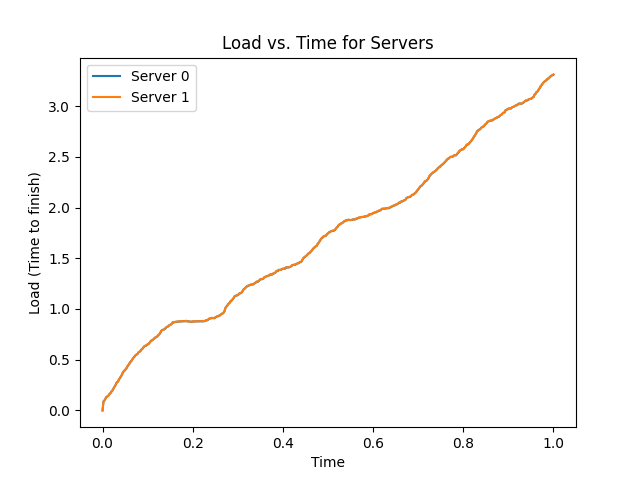 Load vs. Time for Servers
Server 0
Server 1
Load (Time to finish)
3.0
2.5
2.0
1.5
1.0
0.5
0.0
0.0 0.2 0.4 0.6 0.8 1.0
Time